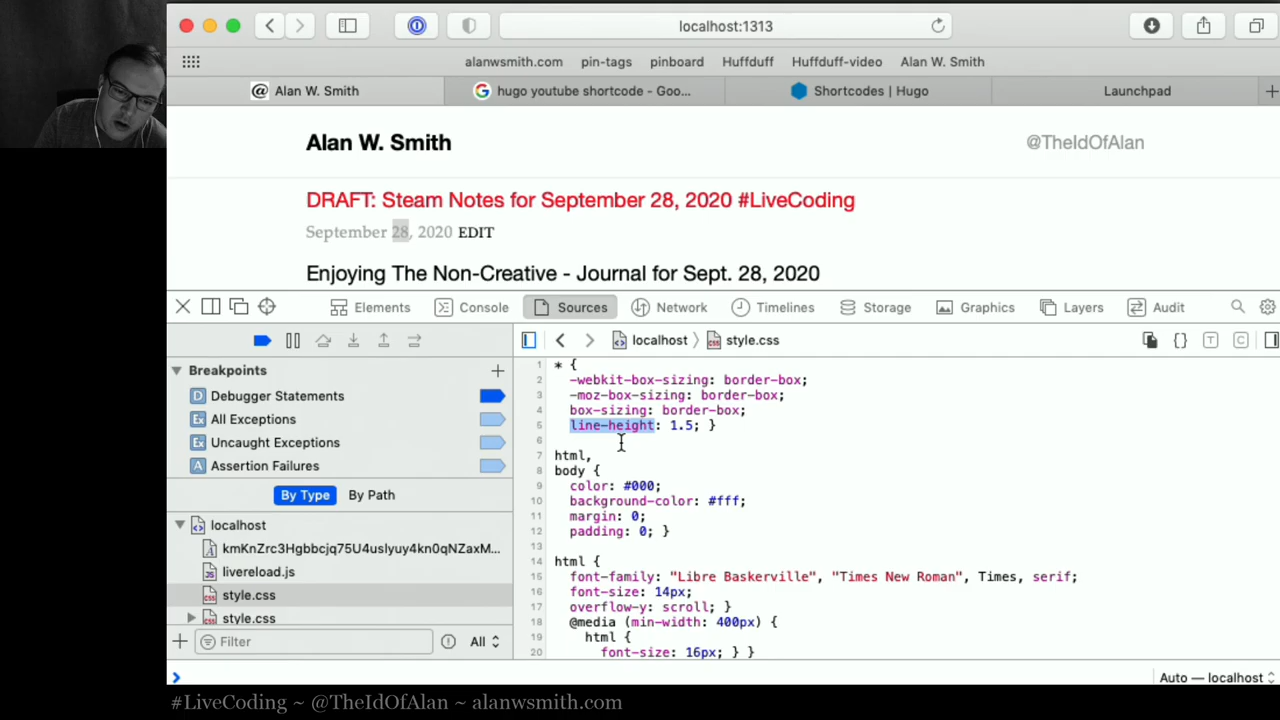 localhost:1313
alanwsmith.com pin-tags pinboard Huffduff Huffduff-video Alan W. Smith
@ Alan W. Smith hugo youtube shortcode - Goo... Shortcodes | Hugo Launchpad +
Alan W. Smith @TheIdOfAlan
DRAFT: Steam Notes for September 28, 2020 #LiveCoding
September 28, 2020 EDIT
Enjoying The Non-Creative - Journal for Sept. 28, 2020
Elements Console Sources Network Timelines Storage Graphics Layers Audit
localhost style.css
Breakpoints +
D Debugger Statements
Ex All Exceptions
Ex Uncaught Exceptions
A Assertion Failures
By Type By Path
localhost
kmKnZrc3Hgbbcjq75U4uslyuy4kn0qNZaxM...
livereload.js
style.css
style.css
+ Filter All
1 * {
2 -webkit-box-sizing: border-box;
3 -moz-box-sizing: border-box;
4 box-sizing: border-box;
5 line-height: 1.5; }
6
7 html,
8 body {
9 color: #000;
10 background-color: #fff;
11 margin: 0;
12 padding: 0; }
13
14 html {
15 font-family: "Libre Baskerville", "Times New Roman", Times, serif;
16 font-size: 14px;
17 overflow-y: scroll; }
18 @media (min-width: 400px) {
19 html {
20 font-size: 16px; } }
Auto — localhost
#LiveCoding ~ @TheIdOfAlan ~ alanwsmith.com